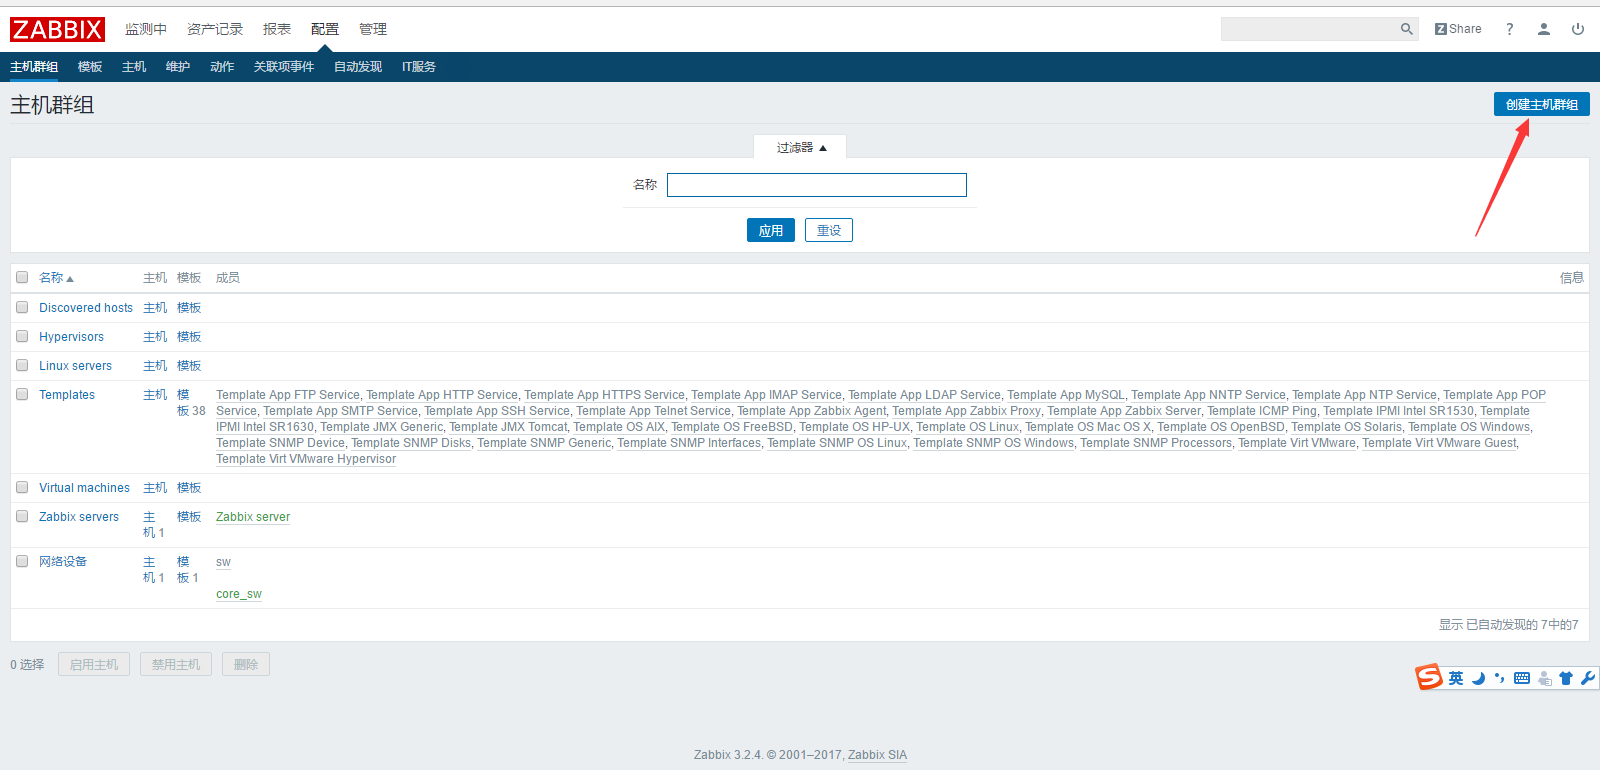 ZABBIX 监测中 资产记录 报表 配置 管理 Z Share ?
主机群组 模板 主机 维护 动作 关联项事件 自动发现 IT服务
主机群组 创建主机群组
过滤器 ▲
名称
应用 重设
名称 ▲ 主机 模板 成员 信息
Discovered hosts 主机 模板
Hypervisors 主机 模板
Linux servers 主机 模板
Templates 主机 模板 38 Template App FTP Service, Template App HTTP Service, Template App HTTPS Service, Template App IMAP Service, Template App LDAP Service, Template App MySQL, Template App NNTP Service, Template App NTP Service, Template App POP
Service, Template App SMTP Service, Template App SSH Service, Template App Telnet Service, Template App Zabbix Agent, Template App Zabbix Proxy, Template App Zabbix Server, Template ICMP Ping, Template IPMI Intel SR1530, Template
IPMI Intel SR1630, Template JMX Generic, Template JMX Tomcat, Template OS AIX, Template OS FreeBSD, Template OS HP-UX, Template OS Linux, Template OS Mac OS X, Template OS OpenBSD, Template OS Solaris, Template OS Windows,
Template SNMP Device, Template SNMP Disks, Template SNMP Generic, Template SNMP Interfaces, Template SNMP OS Linux, Template SNMP OS Windows, Template SNMP Processors, Template Virt VMware, Template Virt VMware Guest,
Template Virt VMware Hypervisor
Virtual machines 主机 模板
Zabbix servers 主机 1 模板 Zabbix server
网络设备 主机 1 模板 1 sw
core_sw
显示 已自动发现的 7中的7
0 选择 启用主机 禁用主机 删除
S 英
Zabbix 3.2.4. © 2001–2017, Zabbix SIA